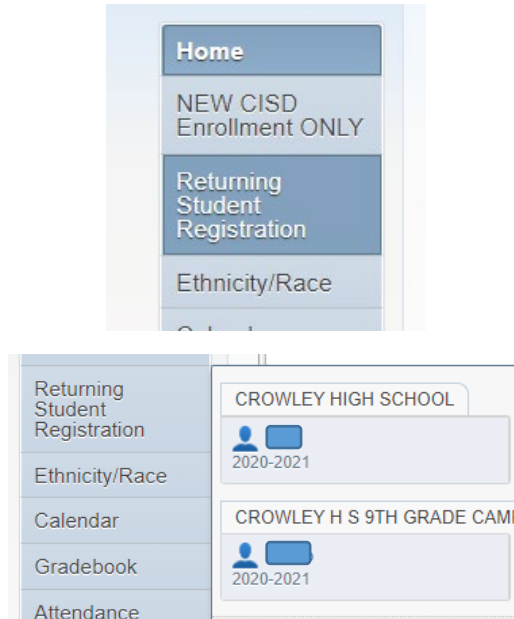 Home
NEW CISD
Enrollment ONLY
Returning
Student
Registration
Ethnicity/Race
Returning
Student
Registration
Ethnicity/Race
Calendar
Gradebook
Attendance
CROWLEY HIGH SCHOOL
2020-2021
CROWLEY H S 9TH GRADE
2020-2021